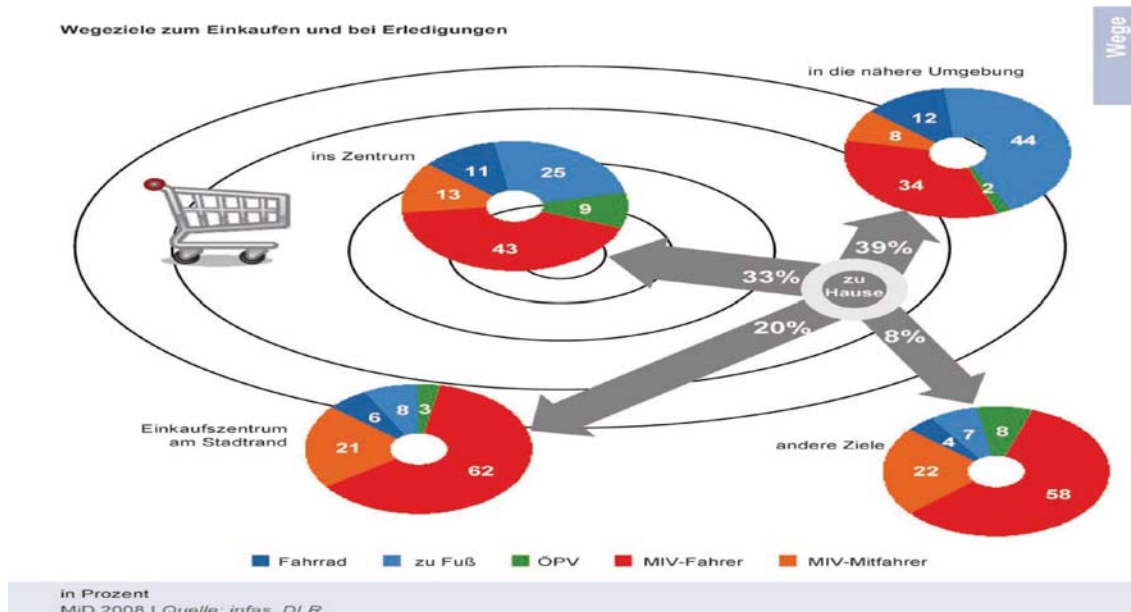 Wegeziele zum Einkaufen und bei Erledigungen
Wege
in die nähere Umgebung
12
8
44
34
2
ins Zentrum
11
25
13
9
43
39%
33%
zu
Hause
20%
8%
Einkaufszentrum
am Stadtrand
6
8
3
21
62
andere Ziele
4
7
8
22
58
Fahrrad
zu Fuß
ÖPV
MIV-Fahrer
MIV-Mitfahrer
in Prozent
MiD 2008 | Quelle: infas, DLR